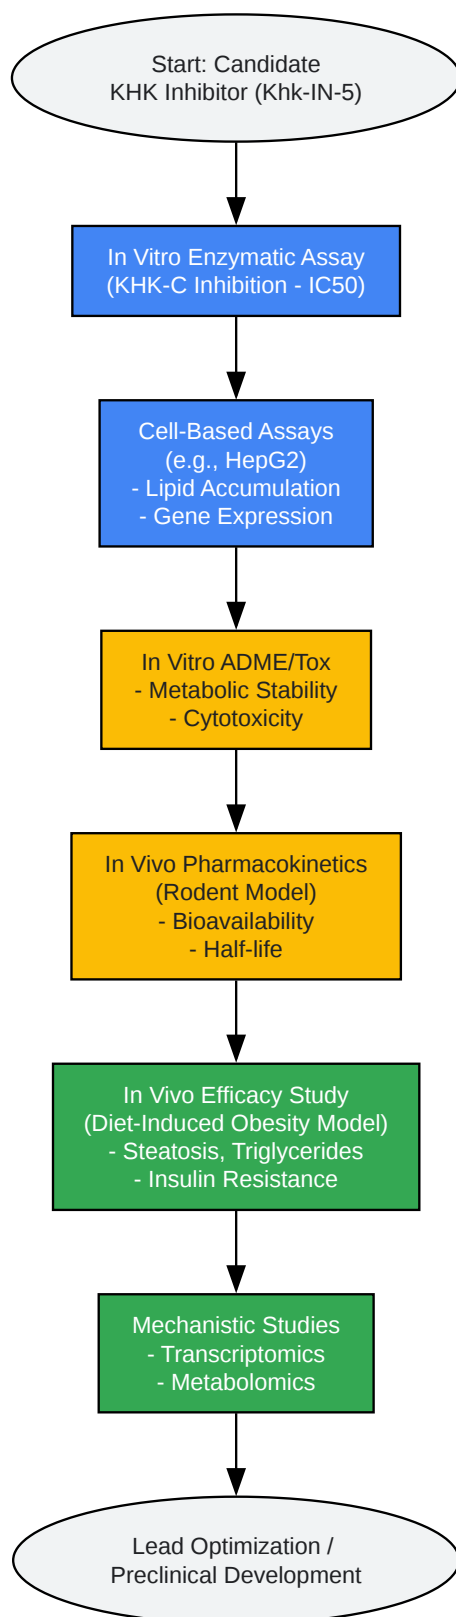 Start: Candidate
KHK Inhibitor (Khk-IN-5)
In Vitro Enzymatic Assay
(KHK-C Inhibition - IC50)
Cell-Based Assays
(e.g., HepG2)
- Lipid Accumulation
- Gene Expression
In Vitro ADME/Tox
- Metabolic Stability
- Cytotoxicity
In Vivo Pharmacokinetics
(Rodent Model)
- Bioavailability
- Half-life
In Vivo Efficacy Study
(Diet-Induced Obesity Model)
- Steatosis, Triglycerides
- Insulin Resistance
Mechanistic Studies
- Transcriptomics
- Metabolomics
Lead Optimization /
Preclinical Development